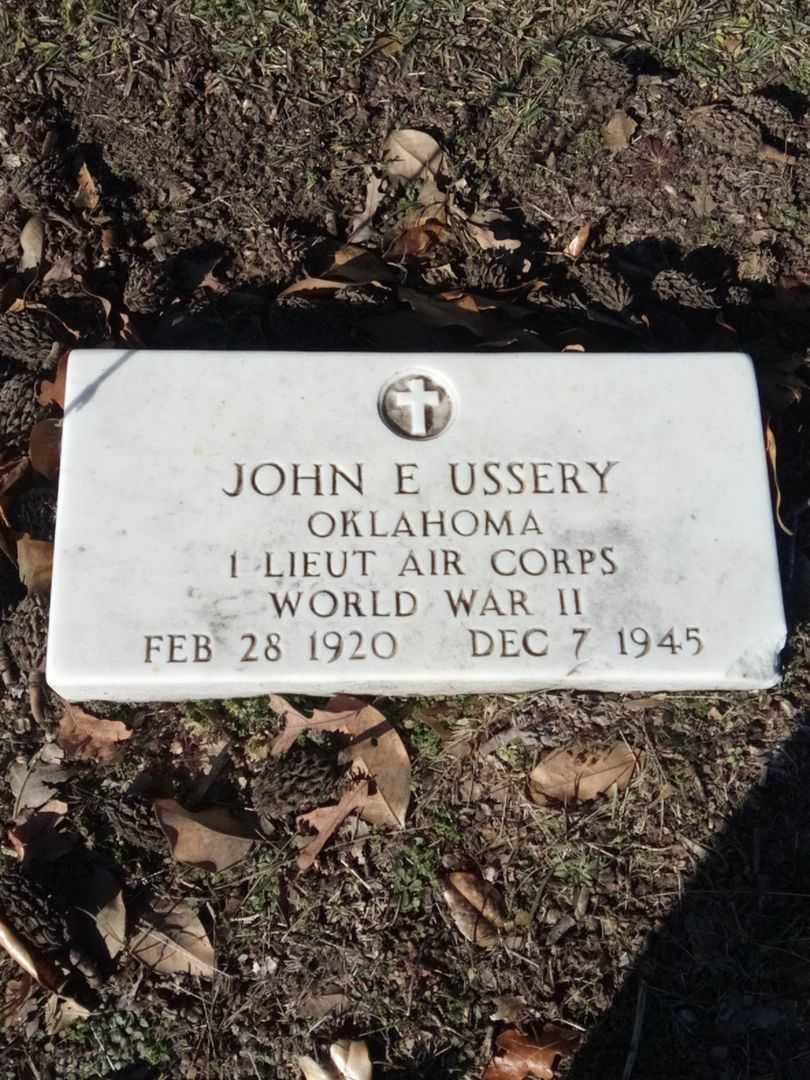 JOHN E USSERY
OKLAHOMA
1 LIEUT AIR CORPS
WORLD WAR II
FEB 28 1920 DEC 7 1945